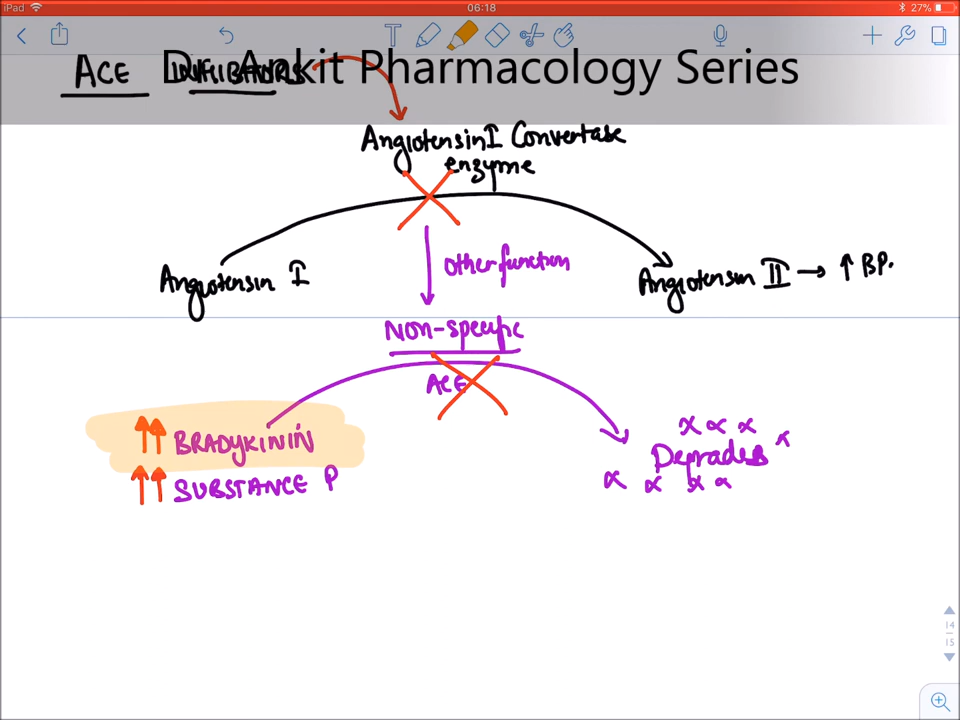 iPad 06:18 27%
T
ACE INHIBITORS
Dr. Ankit Pharmacology Series
Angiotensin I Convertase
enzyme
Angiotensin I
other function
Angiotensin II → ↑ BP.
Non-specific
ACE
↑↑ BRADYKININ
x x x x
Degrades
↑↑ SUBSTANCE P
x x x x
14
15